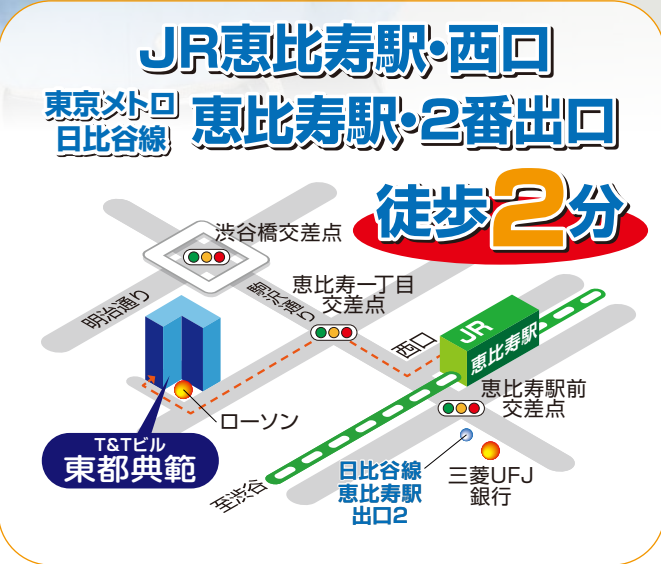 JR恵比寿駅・西口
東京メトロ
日比谷線
恵比寿駅・2番出口
徒歩2分
渋谷橋交差点
恵比寿一丁目
交差点
明治通り
駒沢通り
西口
JR
恵比寿駅
恵比寿駅前
交差点
ローソン
T&Tビル
東都典範
日比谷線
恵比寿駅
出口2
三菱UFJ
銀行
至渋谷